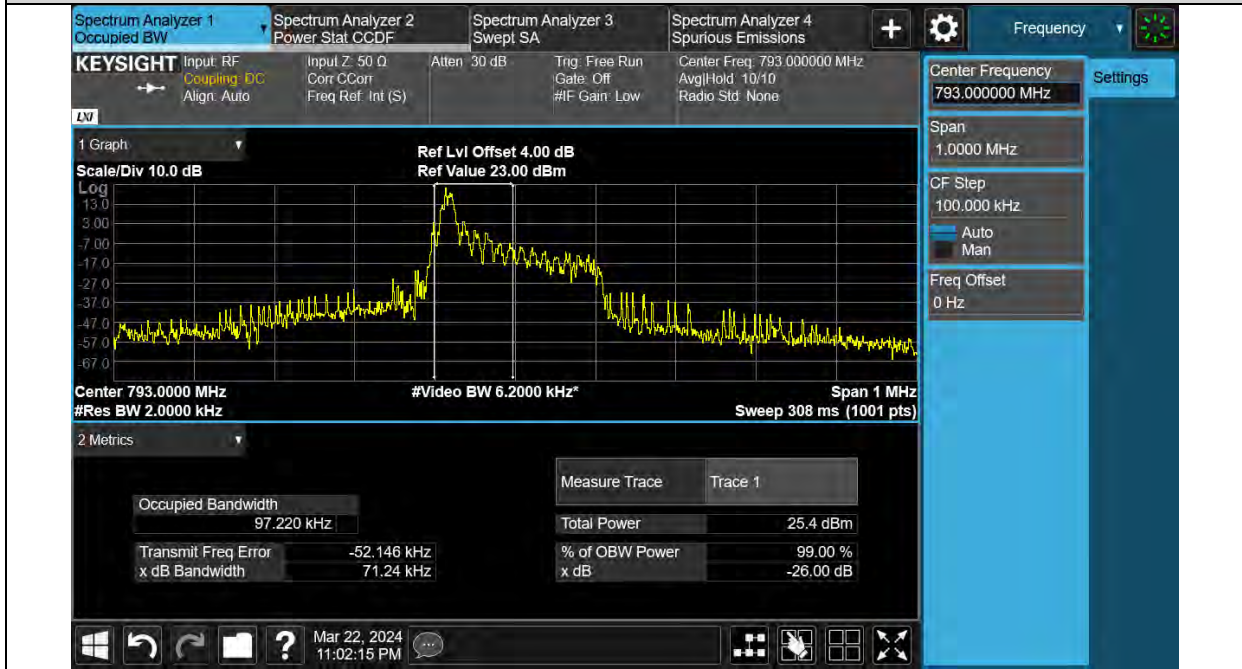 Spectrum Analyzer 1
Occupied BW
Spectrum Analyzer 2
Power Stat CCDF
Spectrum Analyzer 3
Swept SA
Spectrum Analyzer 4
Spurious Emissions
+
Frequency
KEYSIGHT
Input: RF
Coupling: DC
Align: Auto
Input Z: 50 Ω
Corr CCorr
Freq Ref: Int (S)
Atten: 30 dB
Trig: Free Run
Gate: Off
#IF Gain: Low
Center Freq: 793.000000 MHz
Avg|Hold: 10/10
Radio Std: None
LXI
Center Frequency
793.000000 MHz
Settings
Span
1.0000 MHz
CF Step
100.000 kHz
Auto
Man
Freq Offset
0 Hz
1 Graph
Scale/Div 10.0 dB
Ref Lvl Offset 4.00 dB
Ref Value 23.00 dBm
Log
13.0
3.00
-7.00
-17.0
-27.0
-37.0
-47.0
-57.0
-67.0
Center 793.0000 MHz
#Video BW 6.2000 kHz*
Span 1 MHz
#Res BW 2.0000 kHz
Sweep 308 ms (1001 pts)
2 Metrics
Measure Trace
Trace 1
Occupied Bandwidth
97.220 kHz
Total Power
25.4 dBm
Transmit Freq Error
-52.146 kHz
% of OBW Power
99.00 %
x dB Bandwidth
71.24 kHz
x dB
-26.00 dB
?
Mar 22, 2024
11:02:15 PM